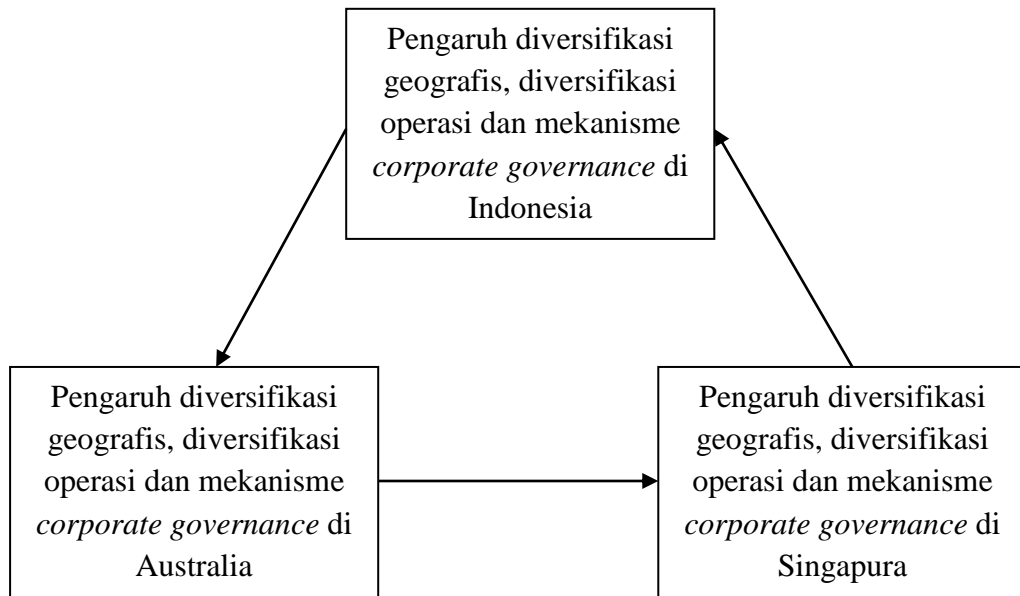 Pengaruh diversifikasi
geografis, diversifikasi
operasi dan mekanisme
corporate governance di
Indonesia
Pengaruh diversifikasi
geografis, diversifikasi
operasi dan mekanisme
corporate governance di
Australia
Pengaruh diversifikasi
geografis, diversifikasi
operasi dan mekanisme
corporate governance di
Singapura